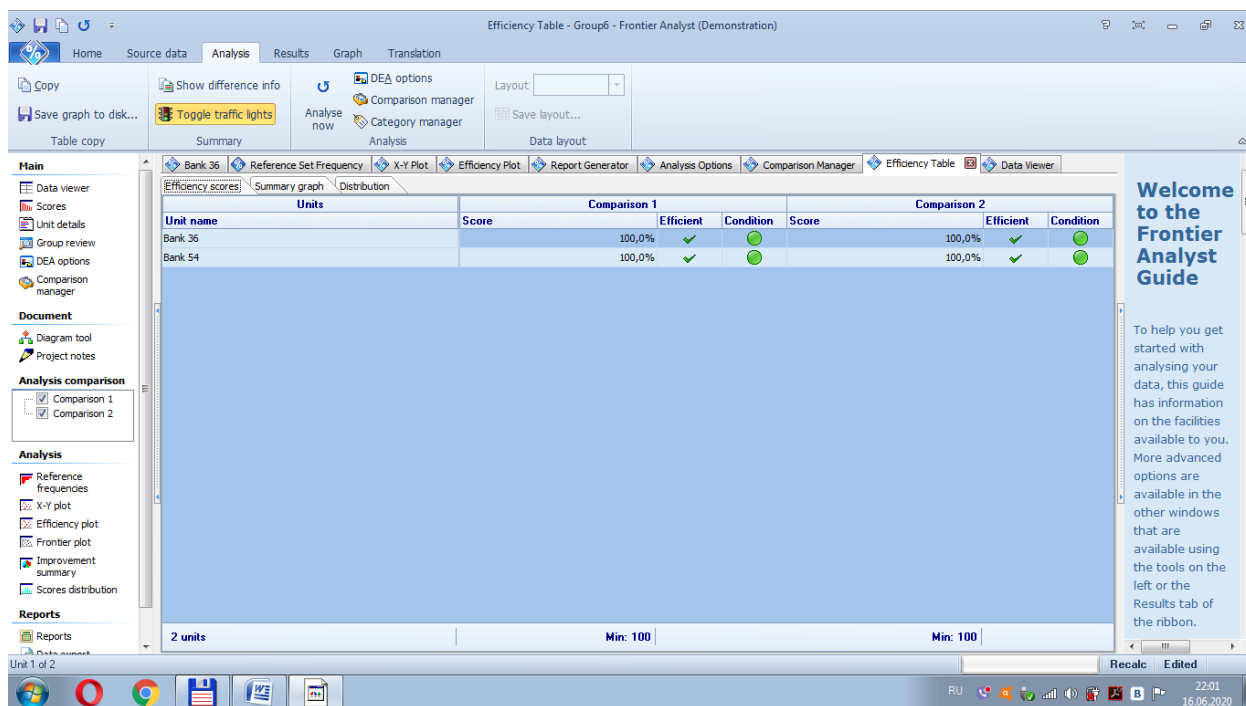 Efficiency Table - Group6 - Frontier Analyst (Demonstration)
Home Source data Analysis Results Graph Translation
Copy
Save graph to disk...
Table copy
Show difference info
Toggle traffic lights
Summary
Analyse
now
DEA options
Comparison manager
Category manager
Analysis
Layout
Save layout...
Data layout
Main
Data viewer
Scores
Unit details
Group review
DEA options
Comparison
manager
Document
Diagram tool
Project notes
Analysis comparison
Comparison 1
Comparison 2
Analysis
Reference
frequencies
X-Y plot
Efficiency plot
Frontier plot
Improvement
summary
Scores distribution
Reports
Reports
Data export
Bank 36 Reference Set Frequency X-Y Plot Efficiency Plot Report Generator Analysis Options Comparison Manager Efficiency Table Data Viewer
Efficiency scores Summary graph Distribution
Units Comparison 1 Comparison 2
Unit name Score Efficient Condition Score Efficient Condition
Bank 36 100,0% 100,0%
Bank 54 100,0% 100,0%
2 units Min: 100 Min: 100
Welcome
to the
Frontier
Analyst
Guide
To help you get
started with
analysing your
data, this guide
has information
on the facilities
available to you.
More advanced
options are
available in the
other windows
that are
available using
the tools on the
left or the
Results tab of
the ribbon.
Unit 1 of 2 Recalc Edited
RU 22:01
16.06.2020